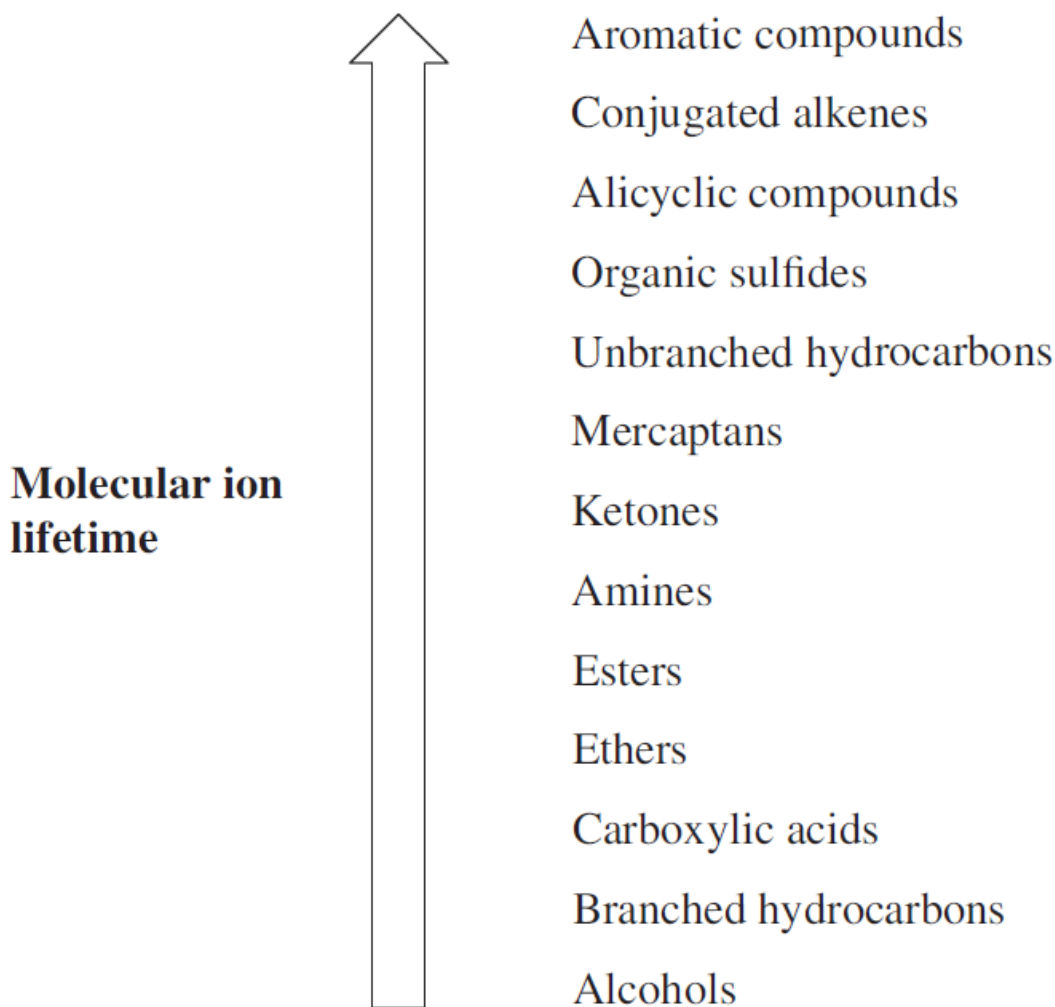 Aromatic compounds
Conjugated alkenes
Alicyclic compounds
Organic sulfides
Unbranched hydrocarbons
Mercaptans
Molecular ion
lifetime
Ketones
Amines
Esters
Ethers
Carboxylic acids
Branched hydrocarbons
Alcohols